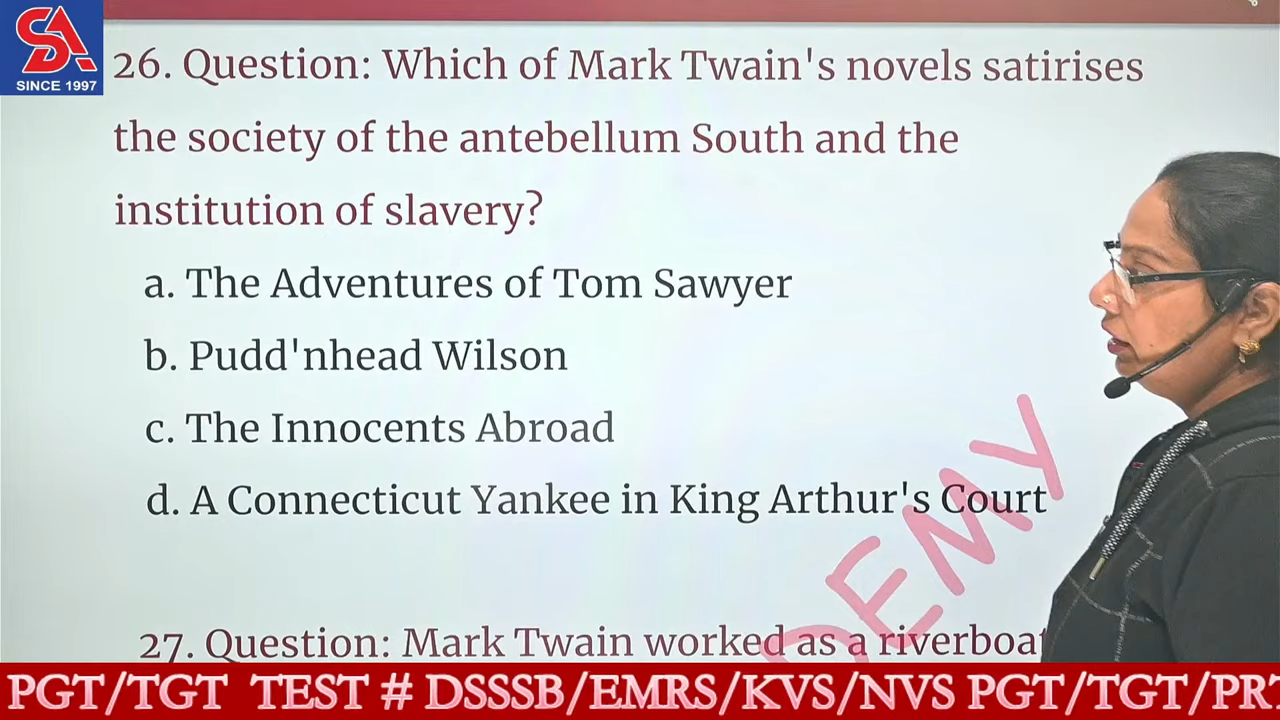 SA
SINCE 1997
26. Question: Which of Mark Twain's novels satirises
the society of the antebellum South and the
institution of slavery?
a. The Adventures of Tom Sawyer
b. Pudd'nhead Wilson
c. The Innocents Abroad
d. A Connecticut Yankee in King Arthur's Court
DEMY
27. Question: Mark Twain worked as a riverboat
PGT/TGT TEST # DSSSB/EMRS/KVS/NVS PGT/TGT/PRT